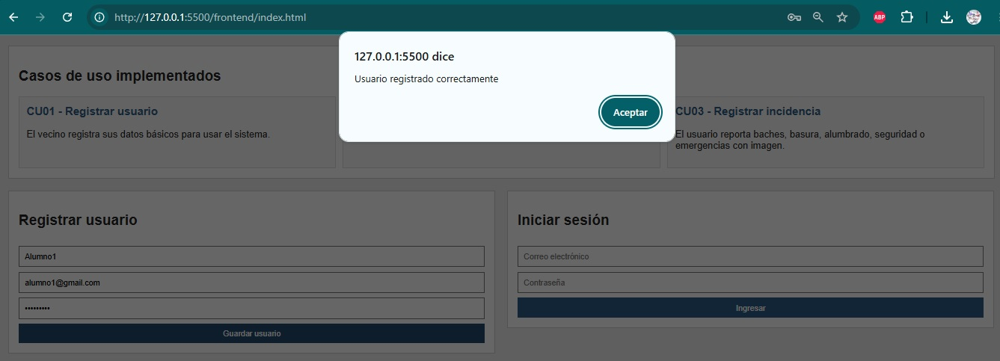 http://127.0.0.1:5500/frontend/index.html
ABP
127.0.0.1:5500 dice
Usuario registrado correctamente
Aceptar
Casos de uso implementados
CU01 - Registrar usuario
El vecino registra sus datos básicos para usar el sistema.
CU03 - Registrar incidencia
El usuario reporta baches, basura, alumbrado, seguridad o
emergencias con imagen.
Registrar usuario
Alumno1
alumno1@gmail.com
•••••••••
Guardar usuario
Iniciar sesión
Correo electrónico
Contraseña
Ingresar